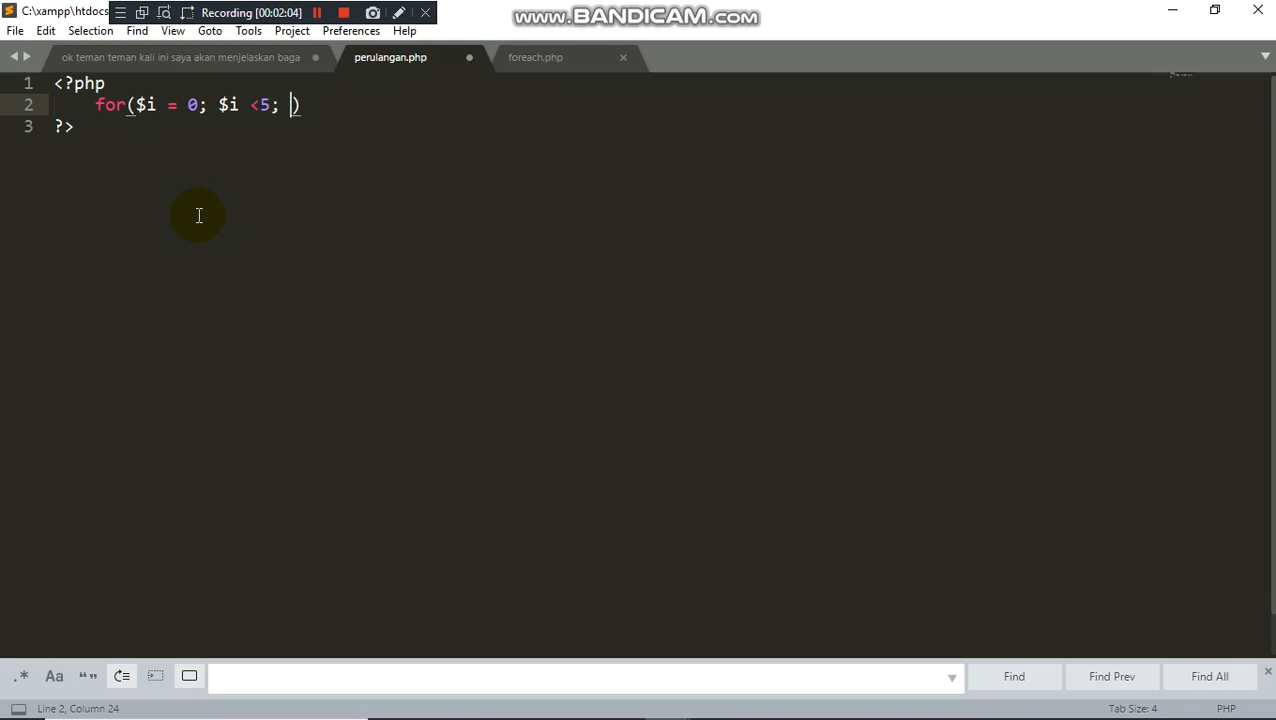 C:\xampp\htdocs
Recording [00:02:04]
www.BANDICAM.com
File Edit Selection Find View Goto Tools Project Preferences Help
ok teman teman kali ini saya akan menjelaskan baga
perulangan.php
foreach.php
1 <?php
2 for($i = 0; $i <5; )
3 ?>
.* Aa “” Find Find Prev Find All
Line 2, Column 24 Tab Size: 4 PHP